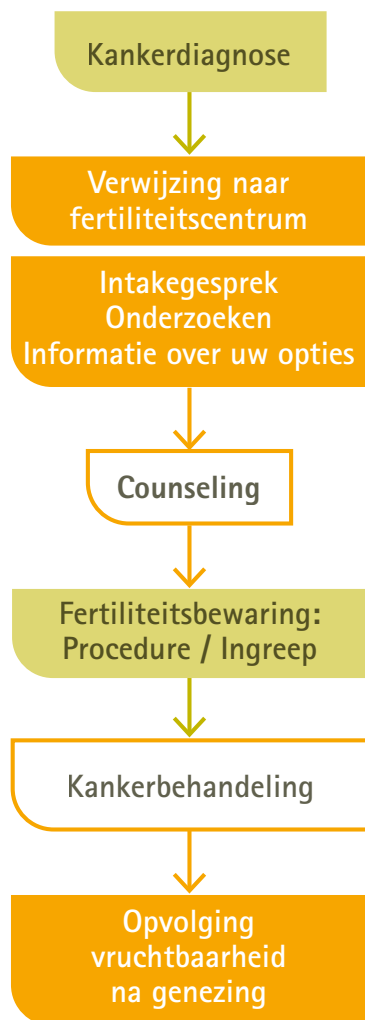 Kankerdiagnose
Verwijzing naar
fertiliteitscentrum
Intakegesprek
Onderzoeken
Informatie over uw opties
Counseling
Fertiliteitsbewaring:
Procedure / Ingreep
Kankerbehandeling
Opvolging
vruchtbaarheid
na genezing